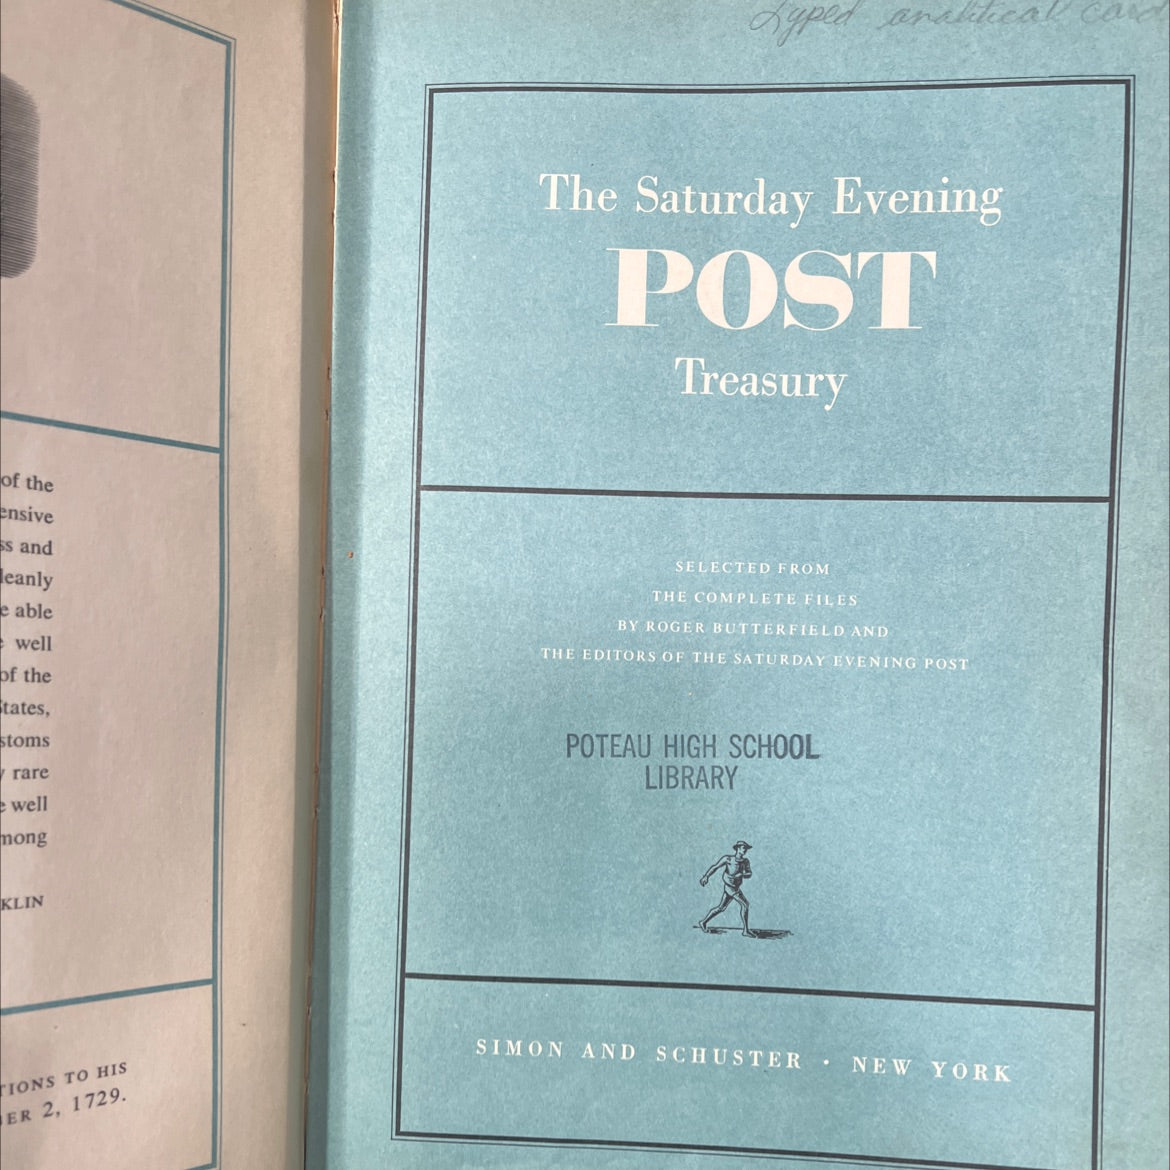 of the
ensive
ss and
leanly
e able
e well
of the
States,
stoms
y rare
e well
mong
KLIN
TIONS TO HIS
BER 2, 1729.
Typed analitical card
The Saturday Evening
POST
Treasury
SELECTED FROM
THE COMPLETE FILES
BY ROGER BUTTERFIELD AND
THE EDITORS OF THE SATURDAY EVENING POST
POTEAU HIGH SCHOOL
LIBRARY
SIMON AND SCHUSTER · NEW YORK